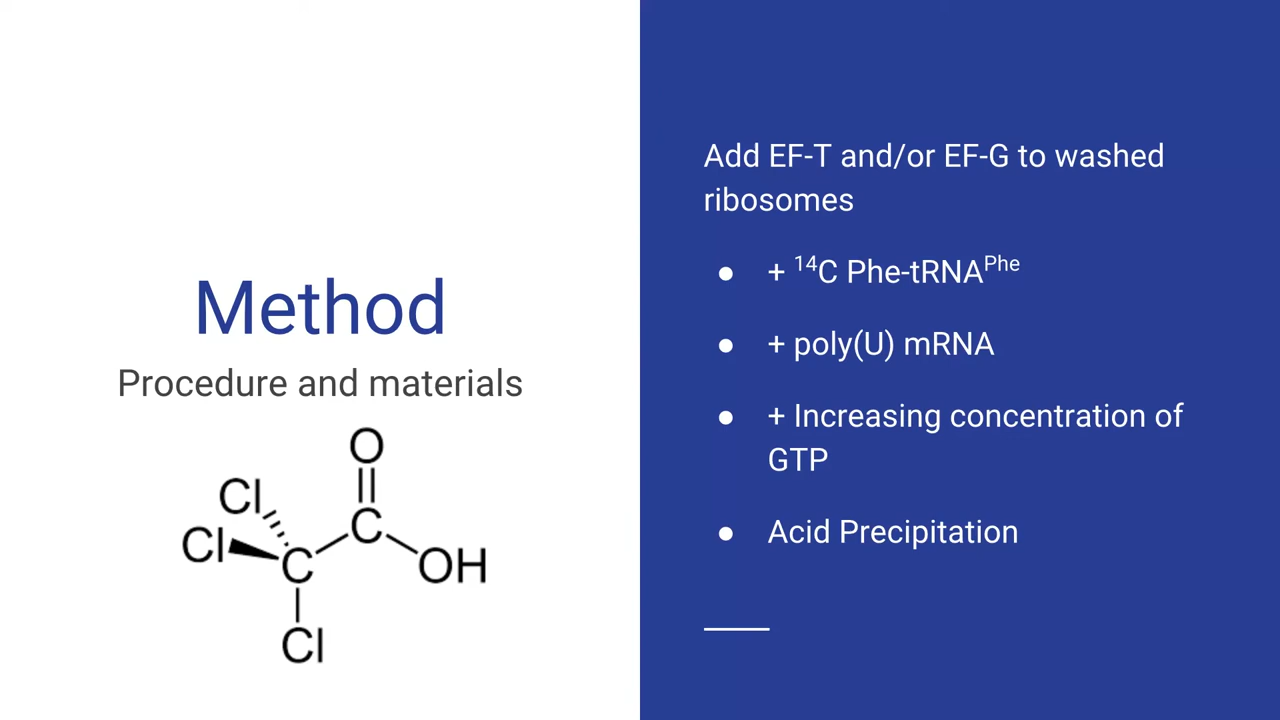 Method
Procedure and materials
O
Cl
Cl
C
C
OH
Cl
Add EF-T and/or EF-G to washed
ribosomes
● + ¹⁴C Phe-tRNAᴾʰᵉ
● + poly(U) mRNA
● + Increasing concentration of
GTP
● Acid Precipitation